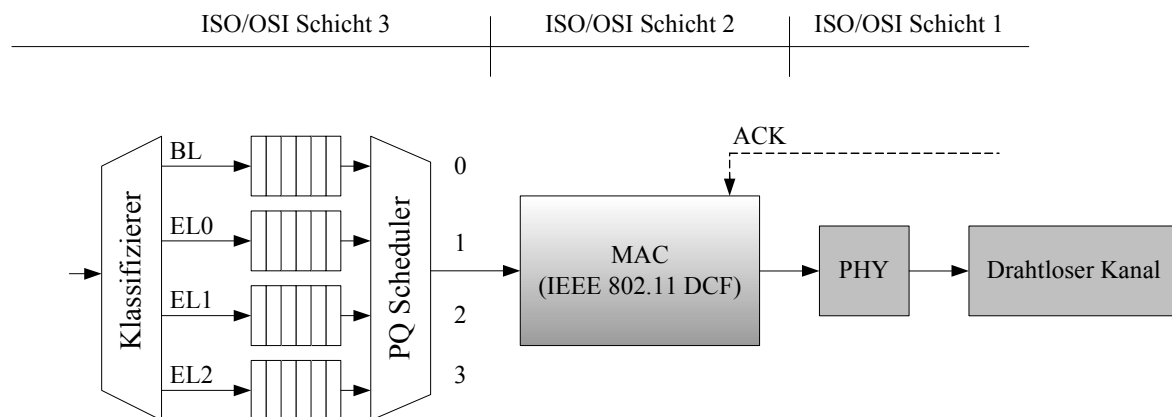 ISO/OSI Schicht 3
ISO/OSI Schicht 2
ISO/OSI Schicht 1
Klassifizierer
BL
EL0
EL1
EL2
PQ Scheduler
0
1
2
3
ACK
MAC
(IEEE 802.11 DCF)
PHY
Drahtloser Kanal